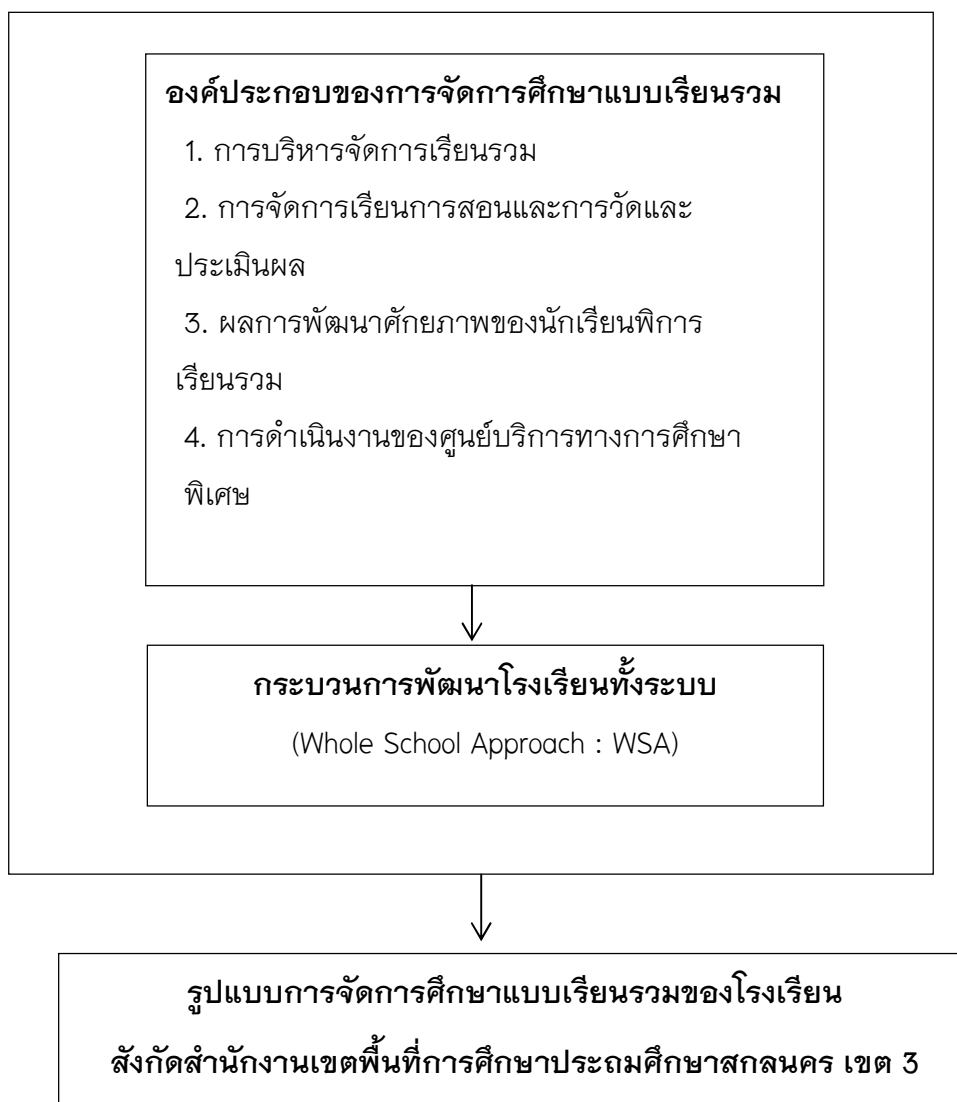 องค์ประกอบของการจัดการศึกษาแบบเรียนรวม
1. การบริหารจัดการเรียนรวม
2. การจัดการเรียนการสอนและการวัดและ
ประเมินผล
3. ผลการพัฒนาศักยภาพของนักเรียนพิการ
เรียนรวม
4. การดำเนินงานของศูนย์บริการทางการศึกษา
พิเศษ
กระบวนการพัฒนาโรงเรียนทั้งระบบ
(Whole School Approach : WSA)
รูปแบบการจัดการศึกษาแบบเรียนรวมของโรงเรียน
สังกัดสำนักงานเขตพื้นที่การศึกษาประถมศึกษาสกลนคร เขต 3